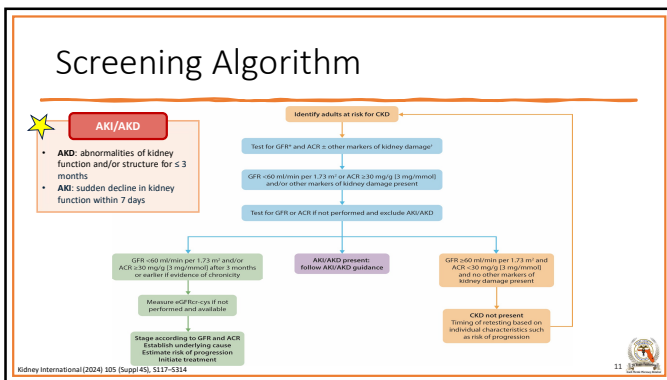 Screening Algorithm
AKI/AKD
• AKD: abnormalities of kidney
function and/or structure for ≤ 3
months
• AKI: sudden decline in kidney
function within 7 days
Identify adults at risk for CKD
Test for GFR* and ACR ± other markers of kidney damage†
GFR <60 ml/min per 1.73 m² or ACR ≥30 mg/g [3 mg/mmol]
and/or other markers of kidney damage present
Test for GFR or ACR if not performed and exclude AKI/AKD
GFR <60 ml/min per 1.73 m² and/or
ACR ≥30 mg/g [3 mg/mmol] after 3 months
or earlier if evidence of chronicity
Measure eGFRcr-cys if not
performed and available
Stage according to GFR and ACR
Establish underlying cause
Estimate risk of progression
Initiate treatment
AKI/AKD present:
follow AKI/AKD guidance
GFR ≥60 ml/min per 1.73 m² and
ACR <30 mg/g [3 mg/mmol]
and no other markers of
kidney damage present
CKD not present
Timing of retesting based on
individual characteristics such
as risk of progression
Kidney International (2024) 105 (Suppl 4S), S117–S314
11